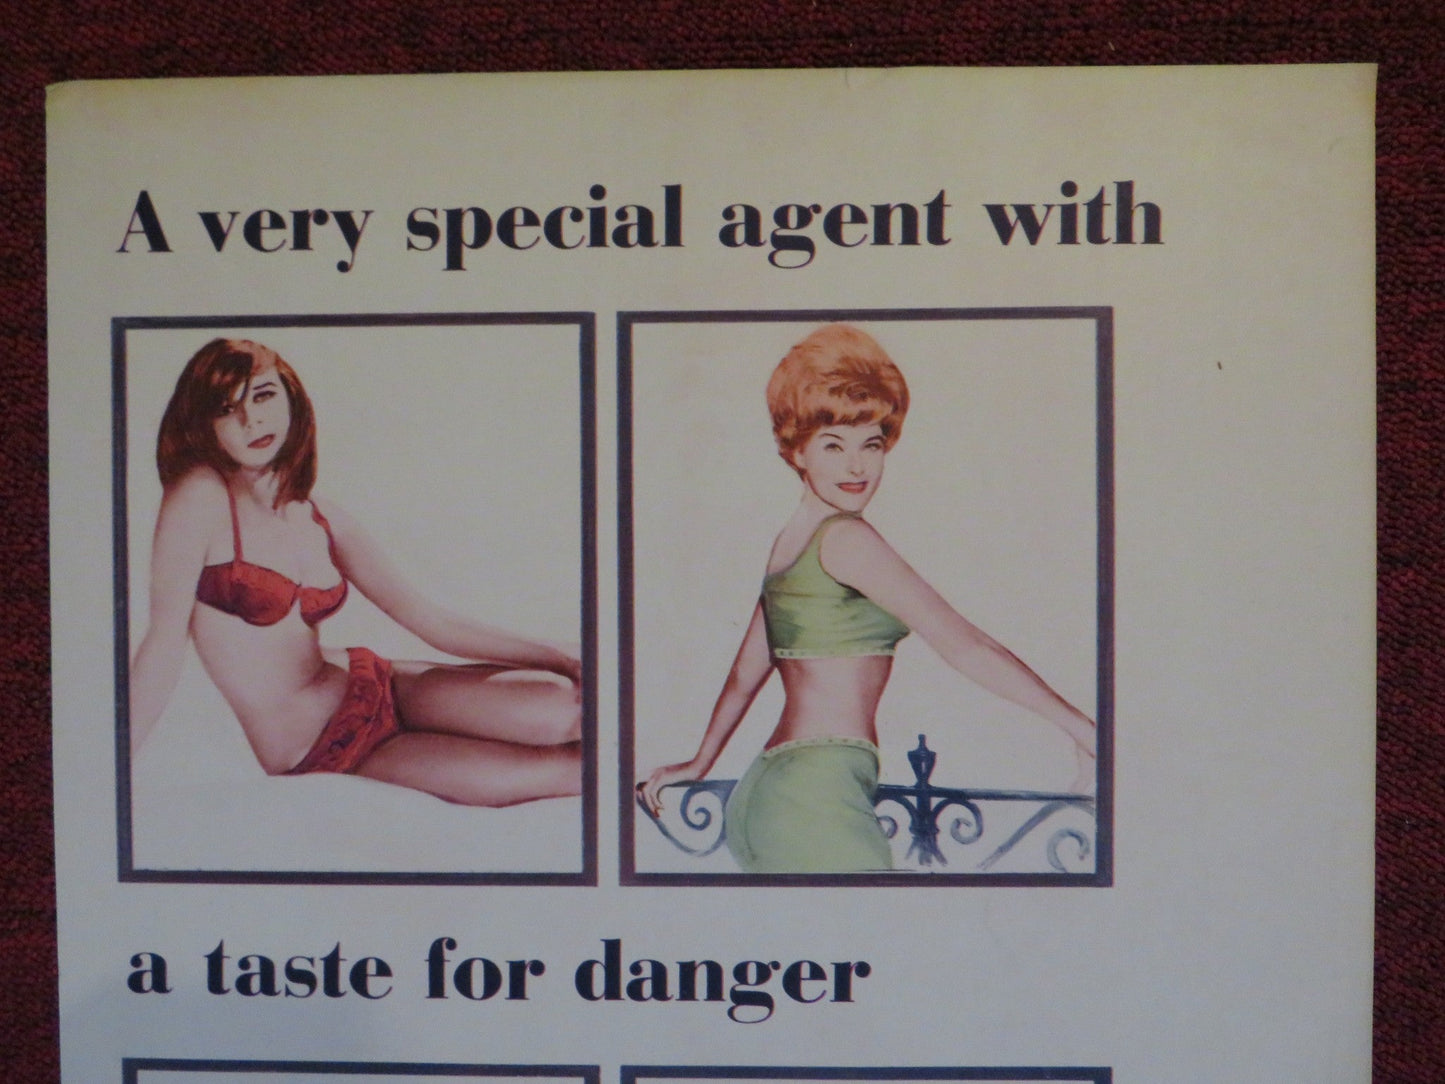 A very special agent with
a taste for danger